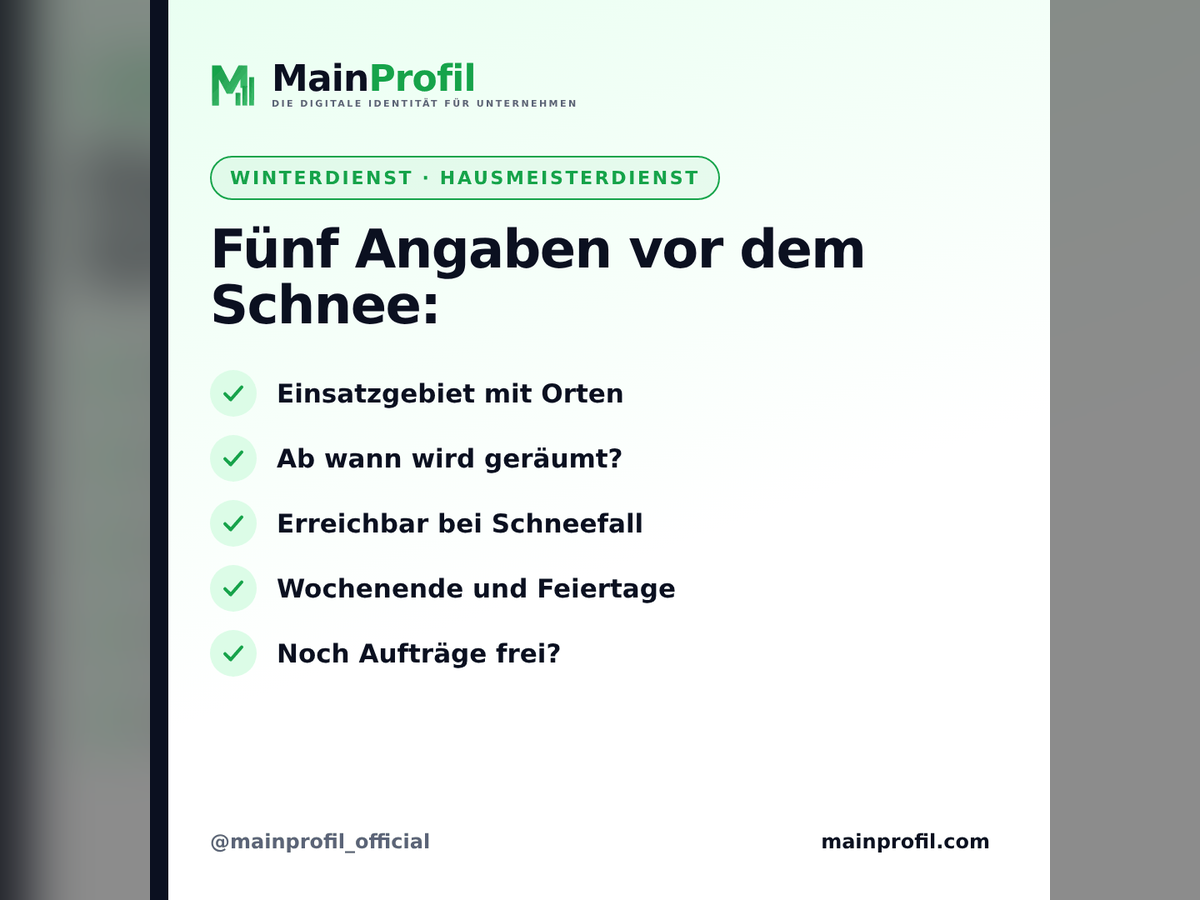 MainProfil
DIE DIGITALE IDENTITÄT FÜR UNTERNEHMEN
WINTERDIENST · HAUSMEISTERDIENST
Fünf Angaben vor dem
Schnee:
Einsatzgebiet mit Orten
Ab wann wird geräumt?
Erreichbar bei Schneefall
Wochenende und Feiertage
Noch Aufträge frei?
@mainprofil_official
mainprofil.com